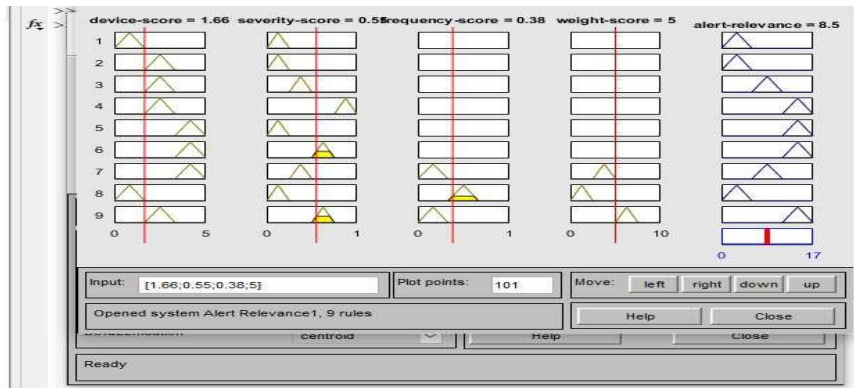 >>
fx >
device-score = 1.66 severity-score = 0.55 frequency-score = 0.38 weight-score = 5 alert-relevance = 8.5
1
2
3
4
5
6
7
8
9
0 5 0 1 0 1 0 10
0 17
Input: [1.66;0.55;0.38;5] Plot points: 101 Move: left right down up
Opened system Alert Relevance1, 9 rules Help Close
centroid Help Close
Ready